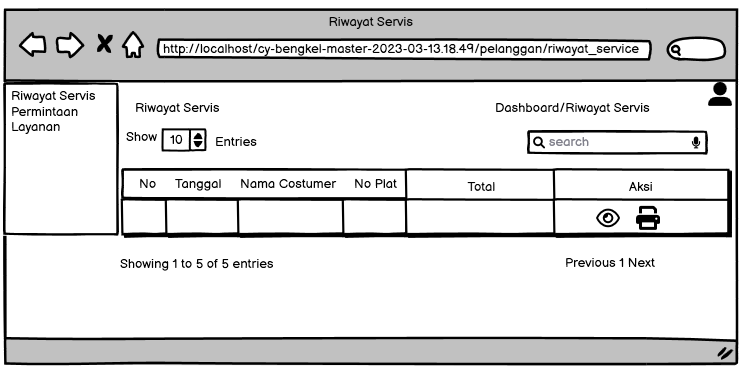 Riwayat Servis
http://localhost/cy-bengkel-master-2023-03-13.18.49/pelanggan/riwayat_service
Riwayat Servis
Permintaan
Layanan
Riwayat Servis
Dashboard/Riwayat Servis
Show 10 Entries
search
No Tanggal Nama Costumer No Plat Total Aksi
Showing 1 to 5 of 5 entries
Previous 1 Next